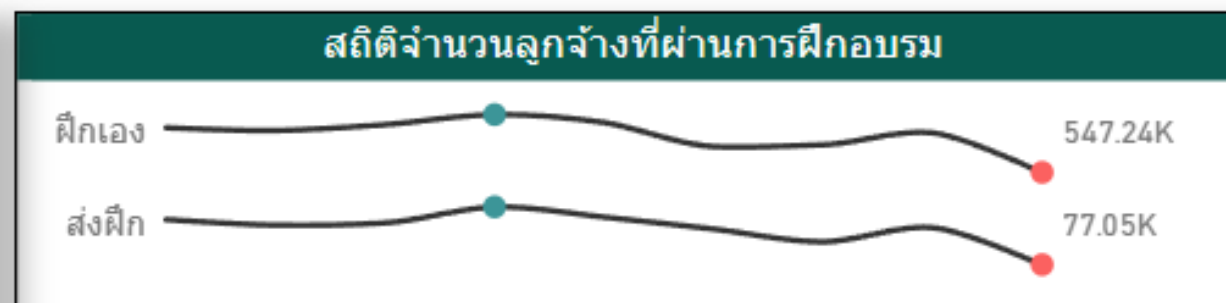 สถิติจำนวนลูกจ้างที่ผ่านการฝึกอบรม
ฝึกเอง 547.24K
ส่งฝึก 77.05K